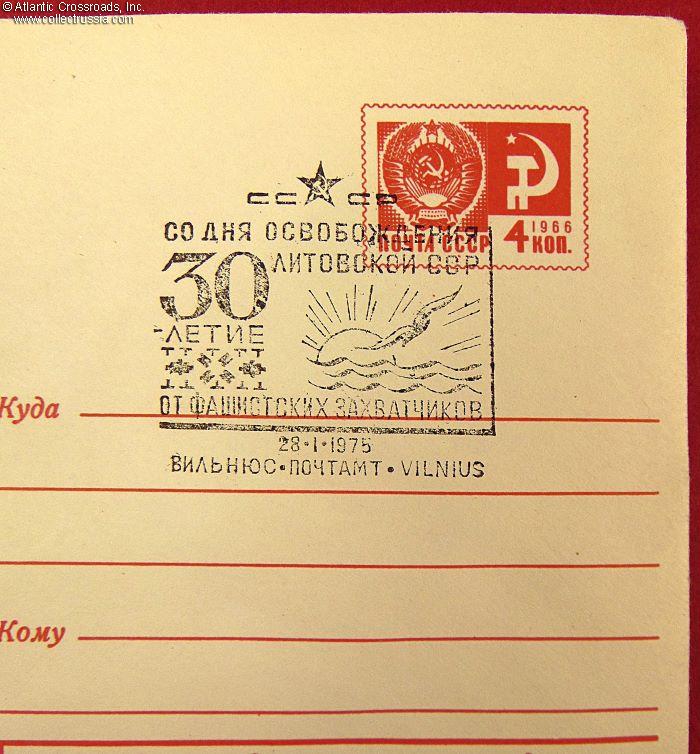 © Atlantic Crossroads, Inc.
www.collectrussia.com
СССР
СО ДНЯ ОСВОБОЖДЕНИЯ
ЛИТОВСКОЙ ССР
30
-ЛЕТИЕ
ОТ ФАШИСТСКИХ ЗАХВАТЧИКОВ
28·I·1975
ВИЛЬНЮС·ПОЧТАМТ·VILNIUS
ПОЧТА СССР
1966
4 КОП.
Куда
Кому